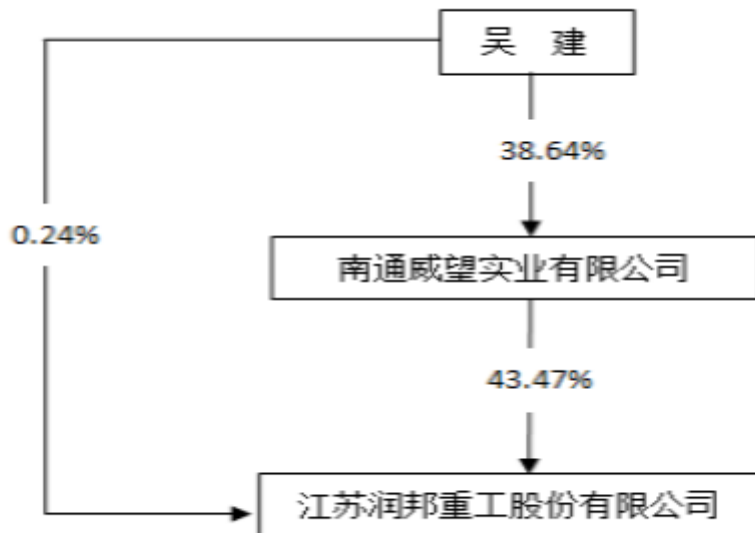 吴 建
38.64%
0.24%
南通威望实业有限公司
43.47%
江苏润邦重工股份有限公司